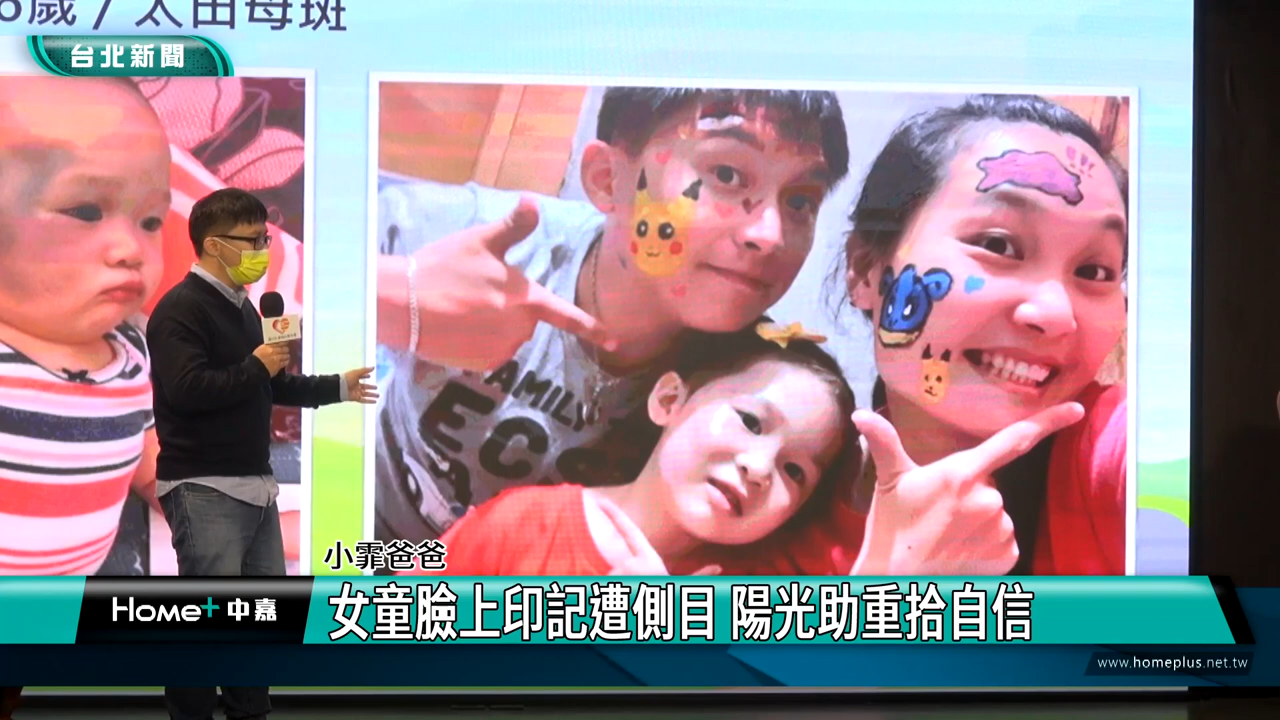 6歲 / 太田母斑
台北新聞
FAMILY
小霏爸爸
Home+ 中嘉
女童臉上印記遭側目 陽光助重拾自信
www.homeplus.net.tw